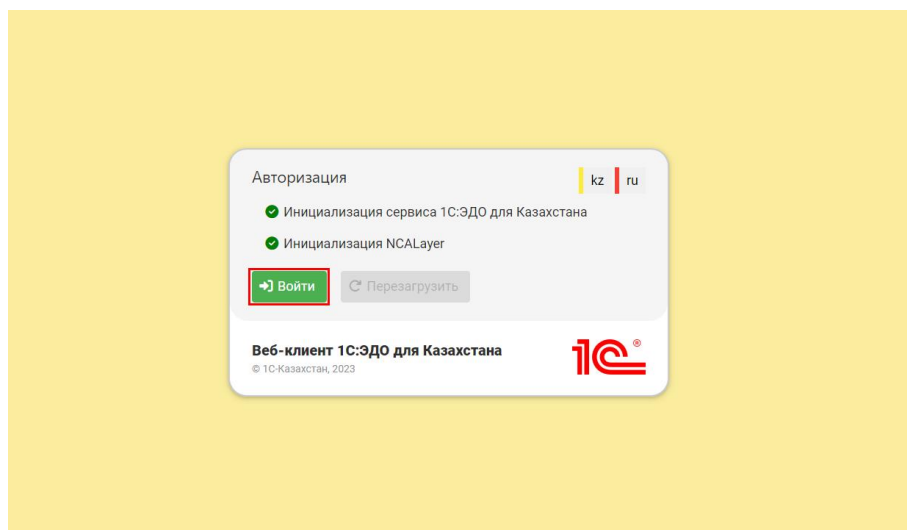 Авторизация
kz ru
Инициализация сервиса 1С:ЭДО для Казахстана
Инициализация NCALayer
Войти Перезагрузить
Веб-клиент 1С:ЭДО для Казахстана
© 1С-Казахстан, 2023
1С®